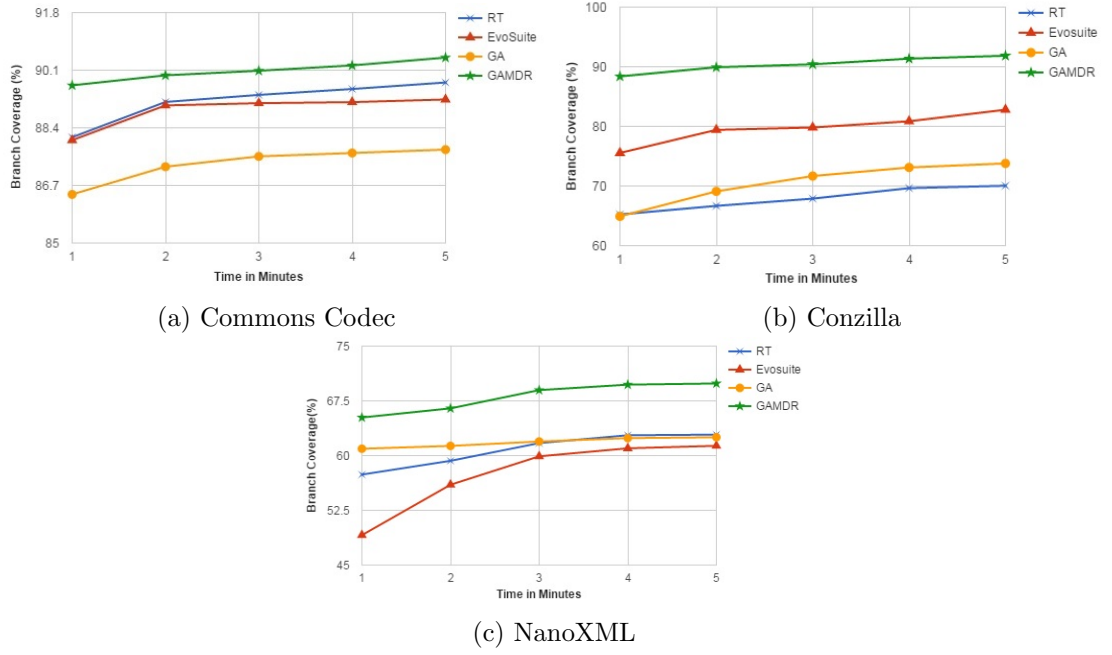 91.8
90.1
88.4
86.7
85
Branch Coverage (%)
1 2 3 4 5
Time in Minutes
RT
EvoSuite
GA
GAMDR
(a) Commons Codec
100
90
80
70
60
Branch Coverage (%)
1 2 3 4 5
Time in Minutes
RT
Evosuite
GA
GAMDR
(b) Conzilla
75
67.5
60
52.5
45
Branch Coverage(%)
1 2 3 4 5
Time in Minutes
RT
Evosuite
GA
GAMDR
(c) NanoXML